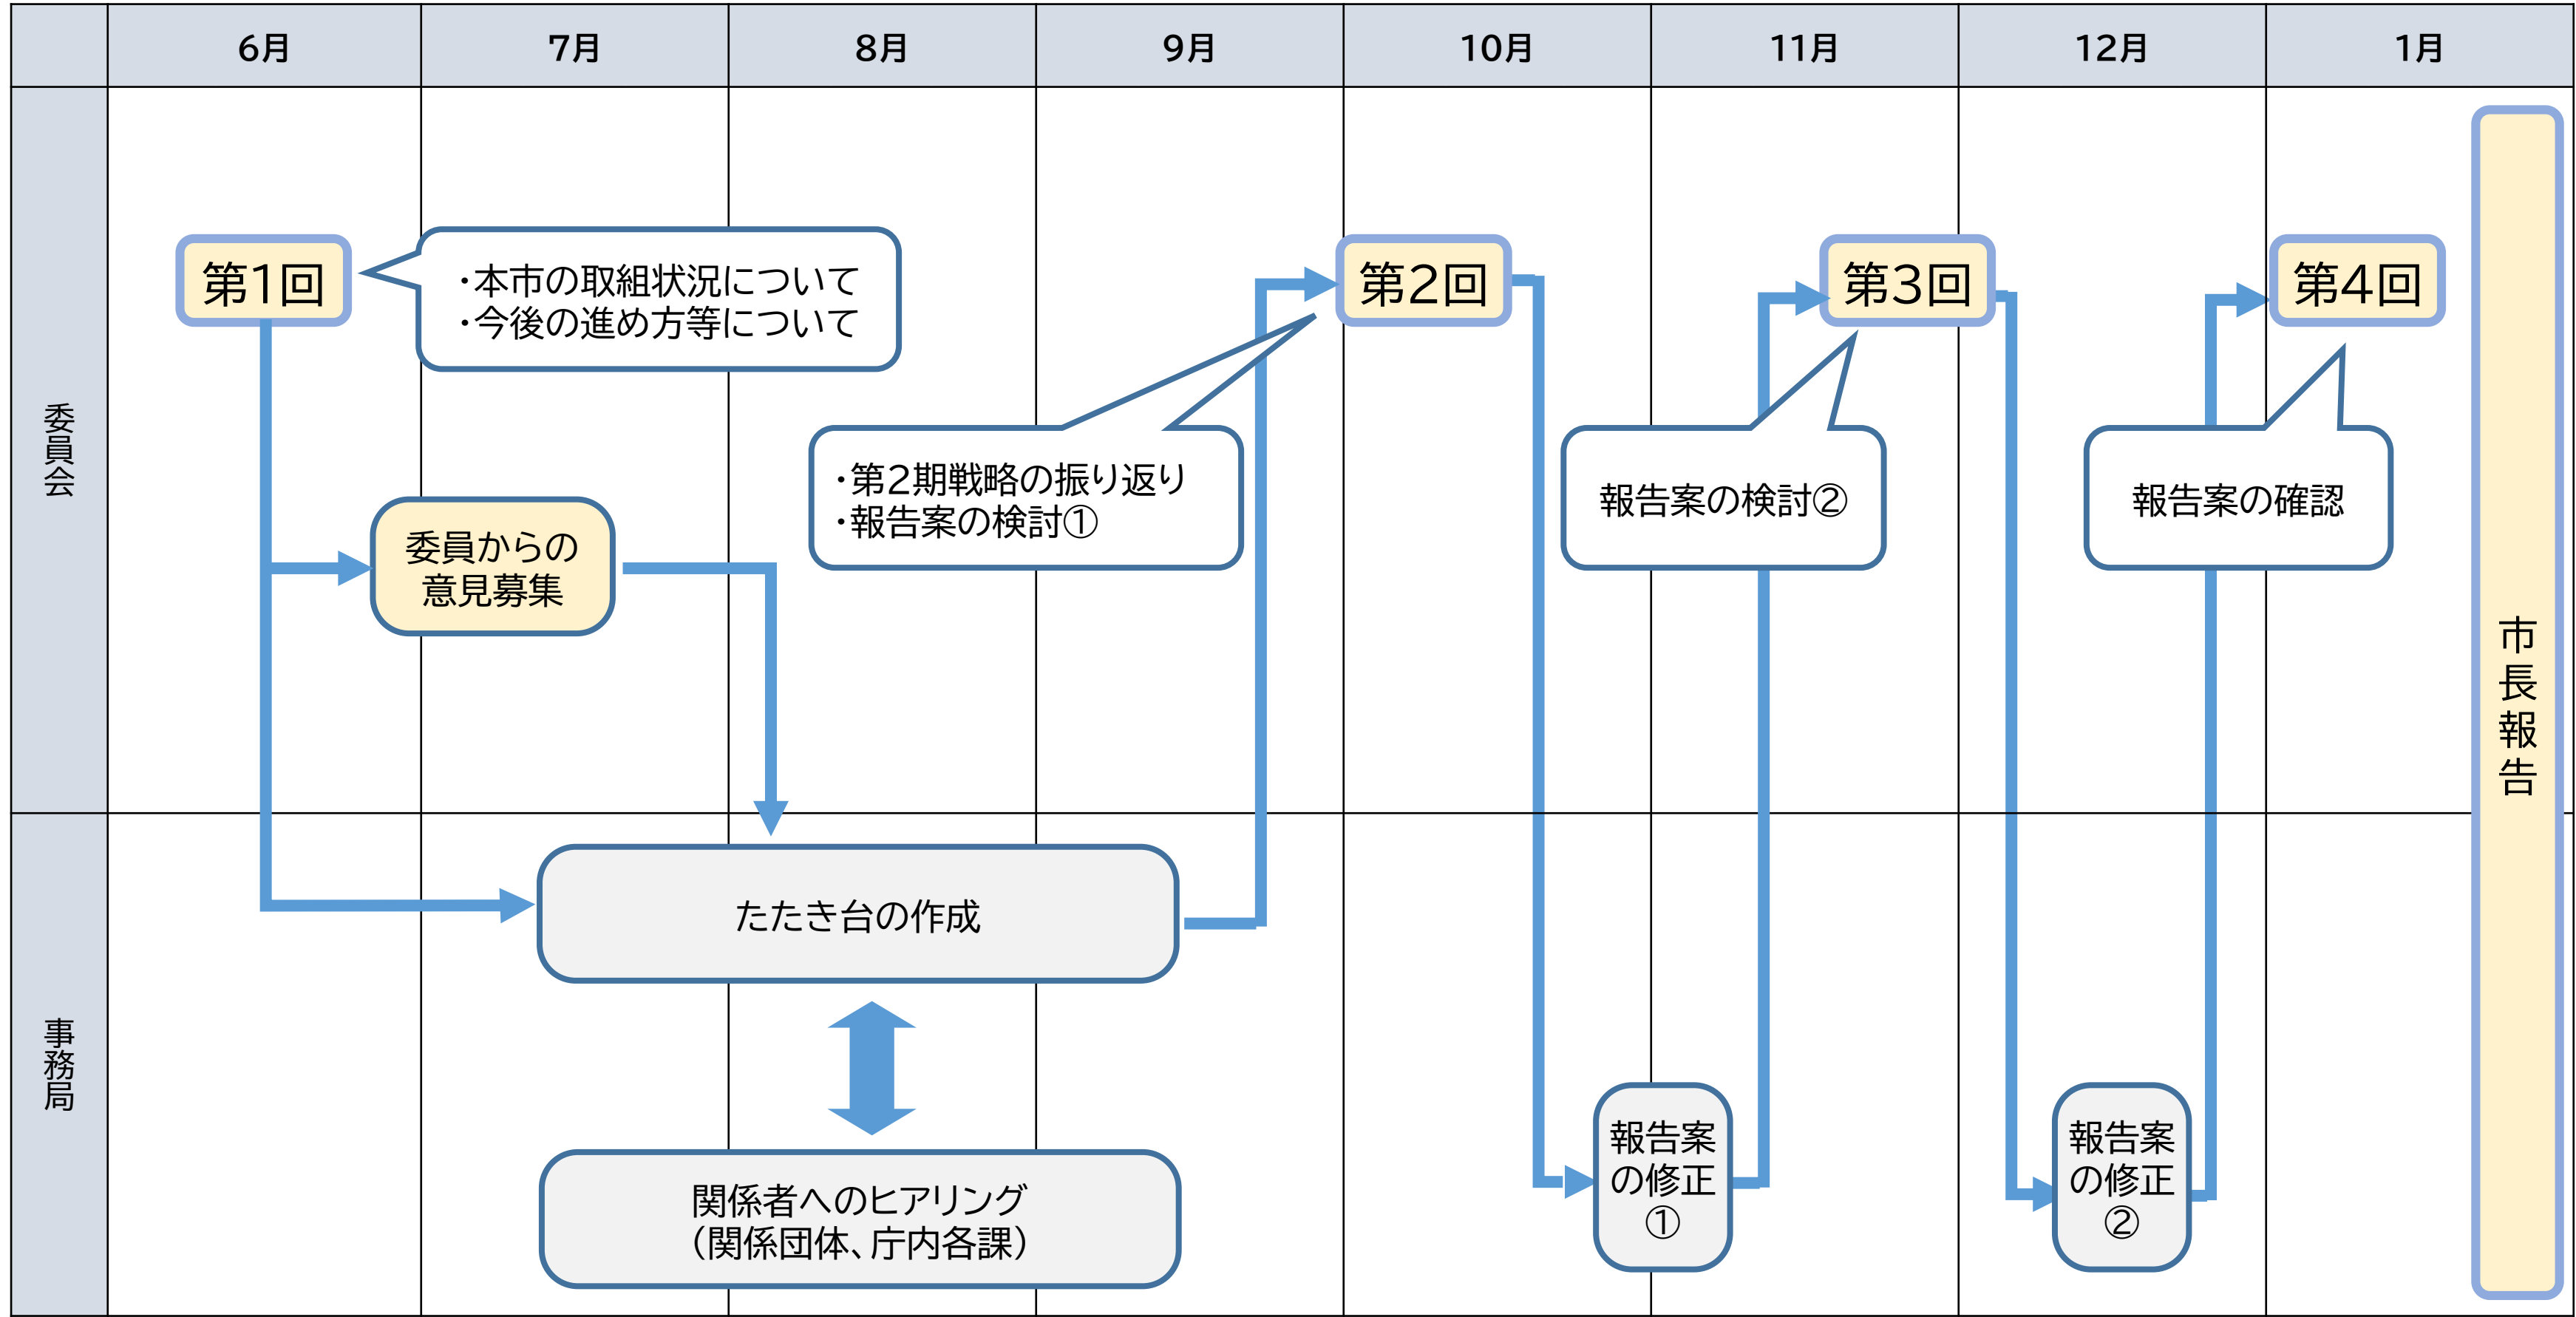 6月
7月
8月
9月
10月
11月
12月
1月
委員会
第1回
・本市の取組状況について
・今後の進め方等について
委員からの
意見募集
第2回
・第2期戦略の振り返り
・報告案の検討①
第3回
報告案の検討②
第4回
報告案の確認
市長報告
事務局
たたき台の作成
関係者へのヒアリング
（関係団体、庁内各課）
報告案
の修正
①
報告案
の修正
②